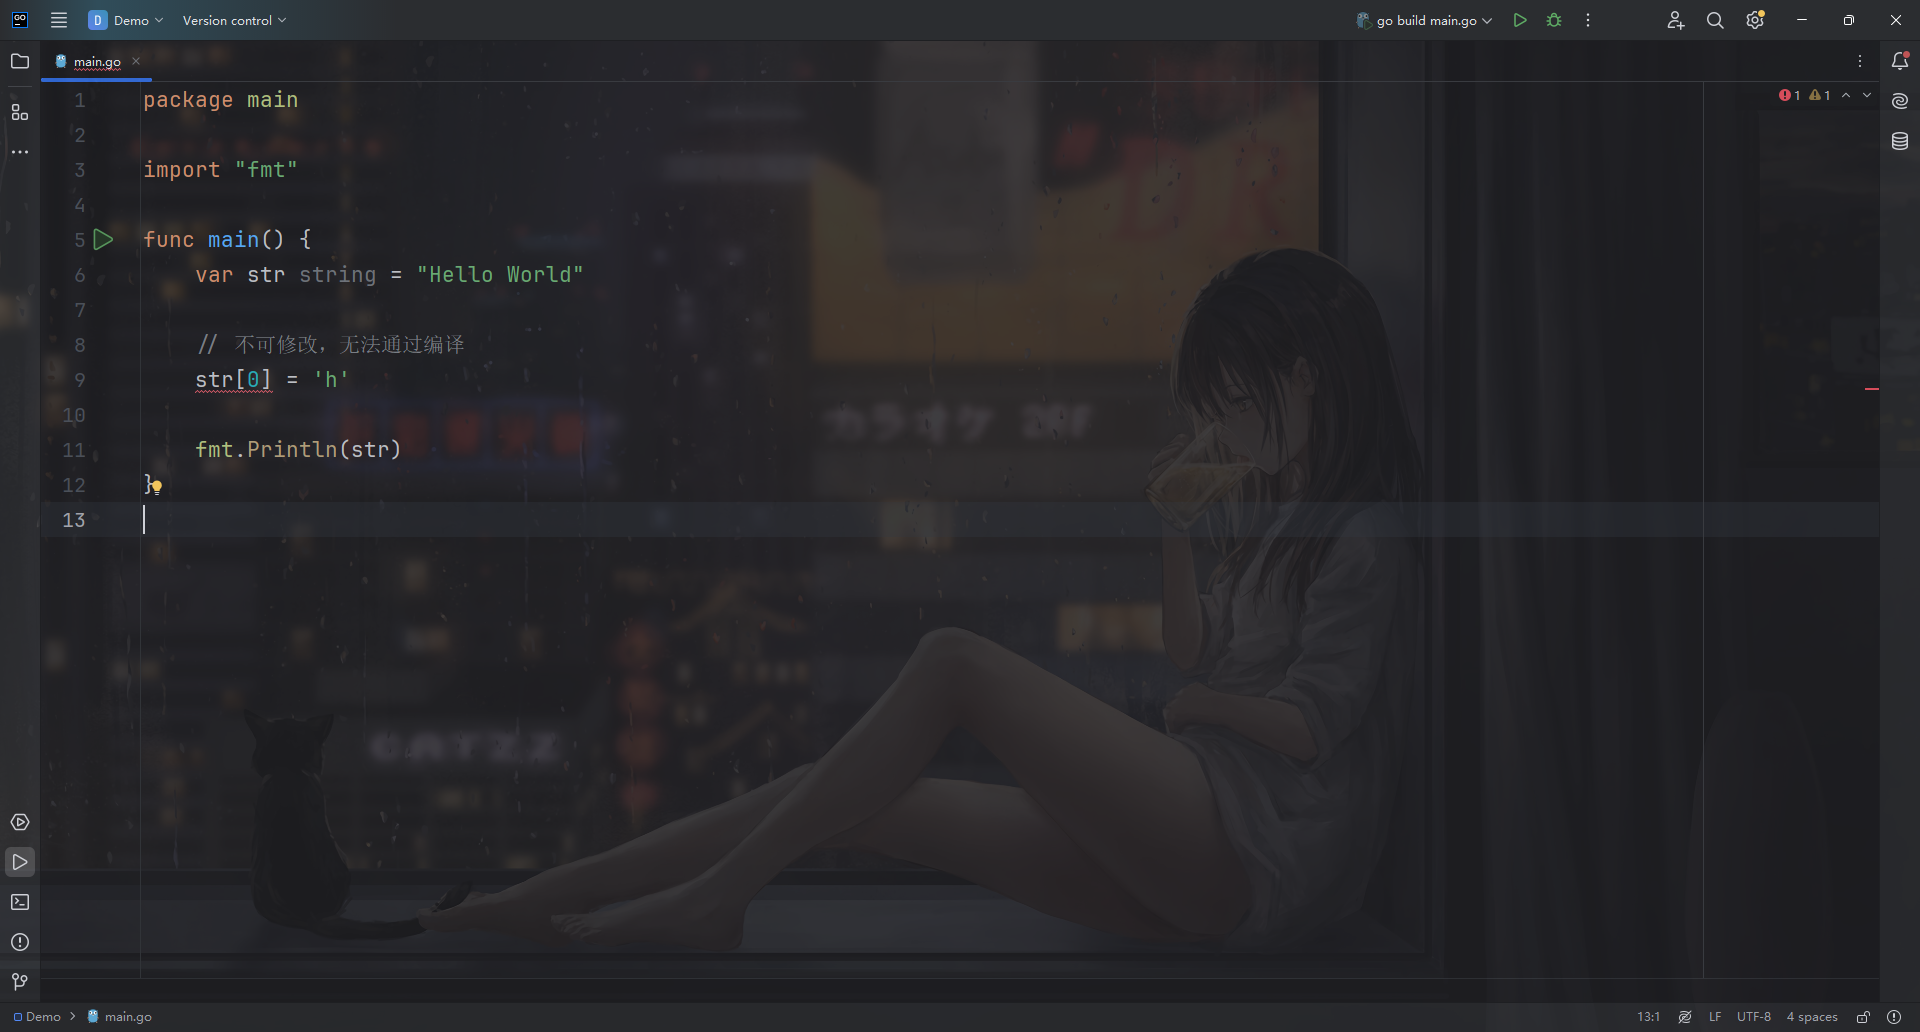 GO
D Demo Version control go build main.go
main.go
1 1
1 package main
2
3 import "fmt"
4
5 func main() {
6 var str string = "Hello World"
7
8 // 不可修改，无法通过编译
9 str[0] = 'h'
10
11 fmt.Println(str)
12 }
13
DR
カラオケ
CATZZ
Demo main.go 13:1 LF UTF-8 4 spaces